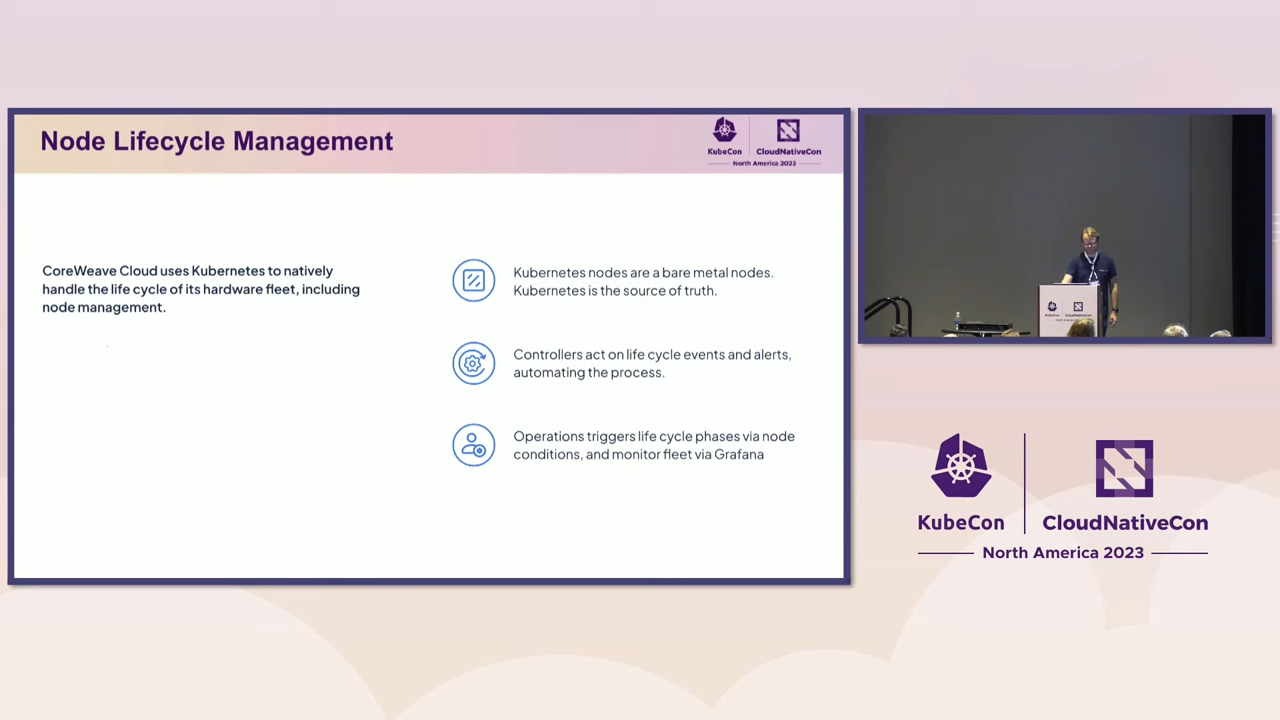 Node Lifecycle Management
KubeCon
CloudNativeCon
North America 2023
CoreWeave Cloud uses Kubernetes to natively
handle the life cycle of its hardware fleet, including
node management.
Kubernetes nodes are a bare metal nodes.
Kubernetes is the source of truth.
Controllers act on life cycle events and alerts,
automating the process.
Operations triggers life cycle phases via node
conditions, and monitor fleet via Grafana
KubeCon
CloudNativeCon
North America 2023